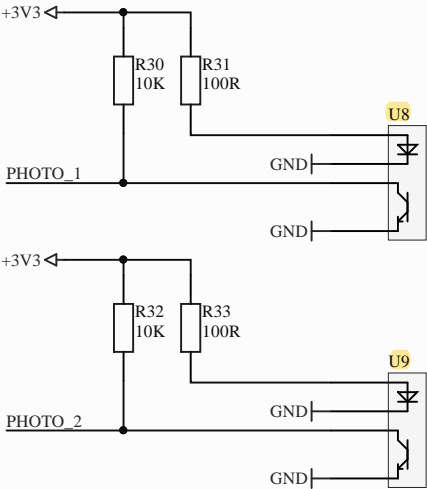 +3V3
R30 R31
10K 100R
U8
GND
PHOTO_1
GND
+3V3
R32 R33
10K 100R
U9
GND
PHOTO_2
GND